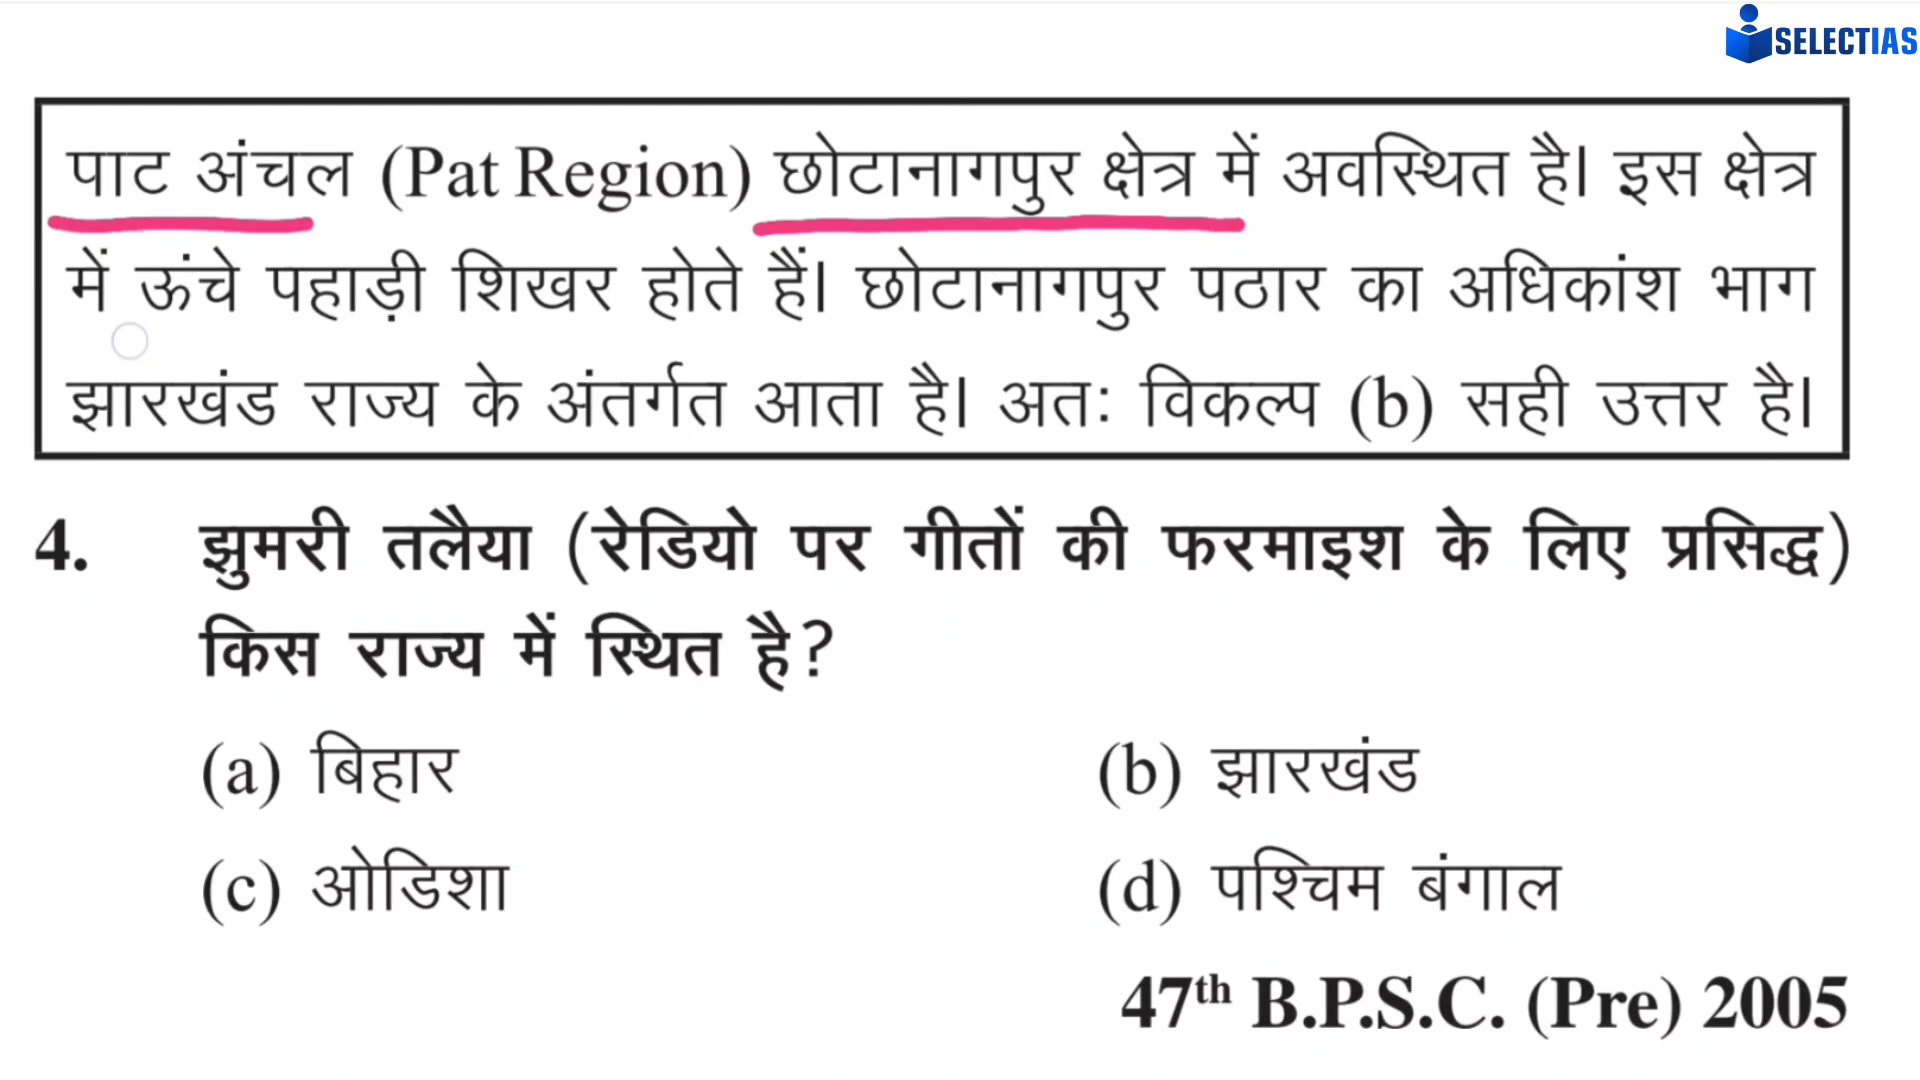 SELECTIAS
पाट अंचल (Pat Region) छोटानागपुर क्षेत्र में अवस्थित है। इस क्षेत्र
में ऊंचे पहाड़ी शिखर होते हैं। छोटानागपुर पठार का अधिकांश भाग
झारखंड राज्य के अंतर्गत आता है। अतः विकल्प (b) सही उत्तर है।
4. झुमरी तलैया (रेडियो पर गीतों की फरमाइश के लिए प्रसिद्ध)
किस राज्य में स्थित है?
(a) बिहार (b) झारखंड
(c) ओडिशा (d) पश्चिम बंगाल
47th B.P.S.C. (Pre) 2005